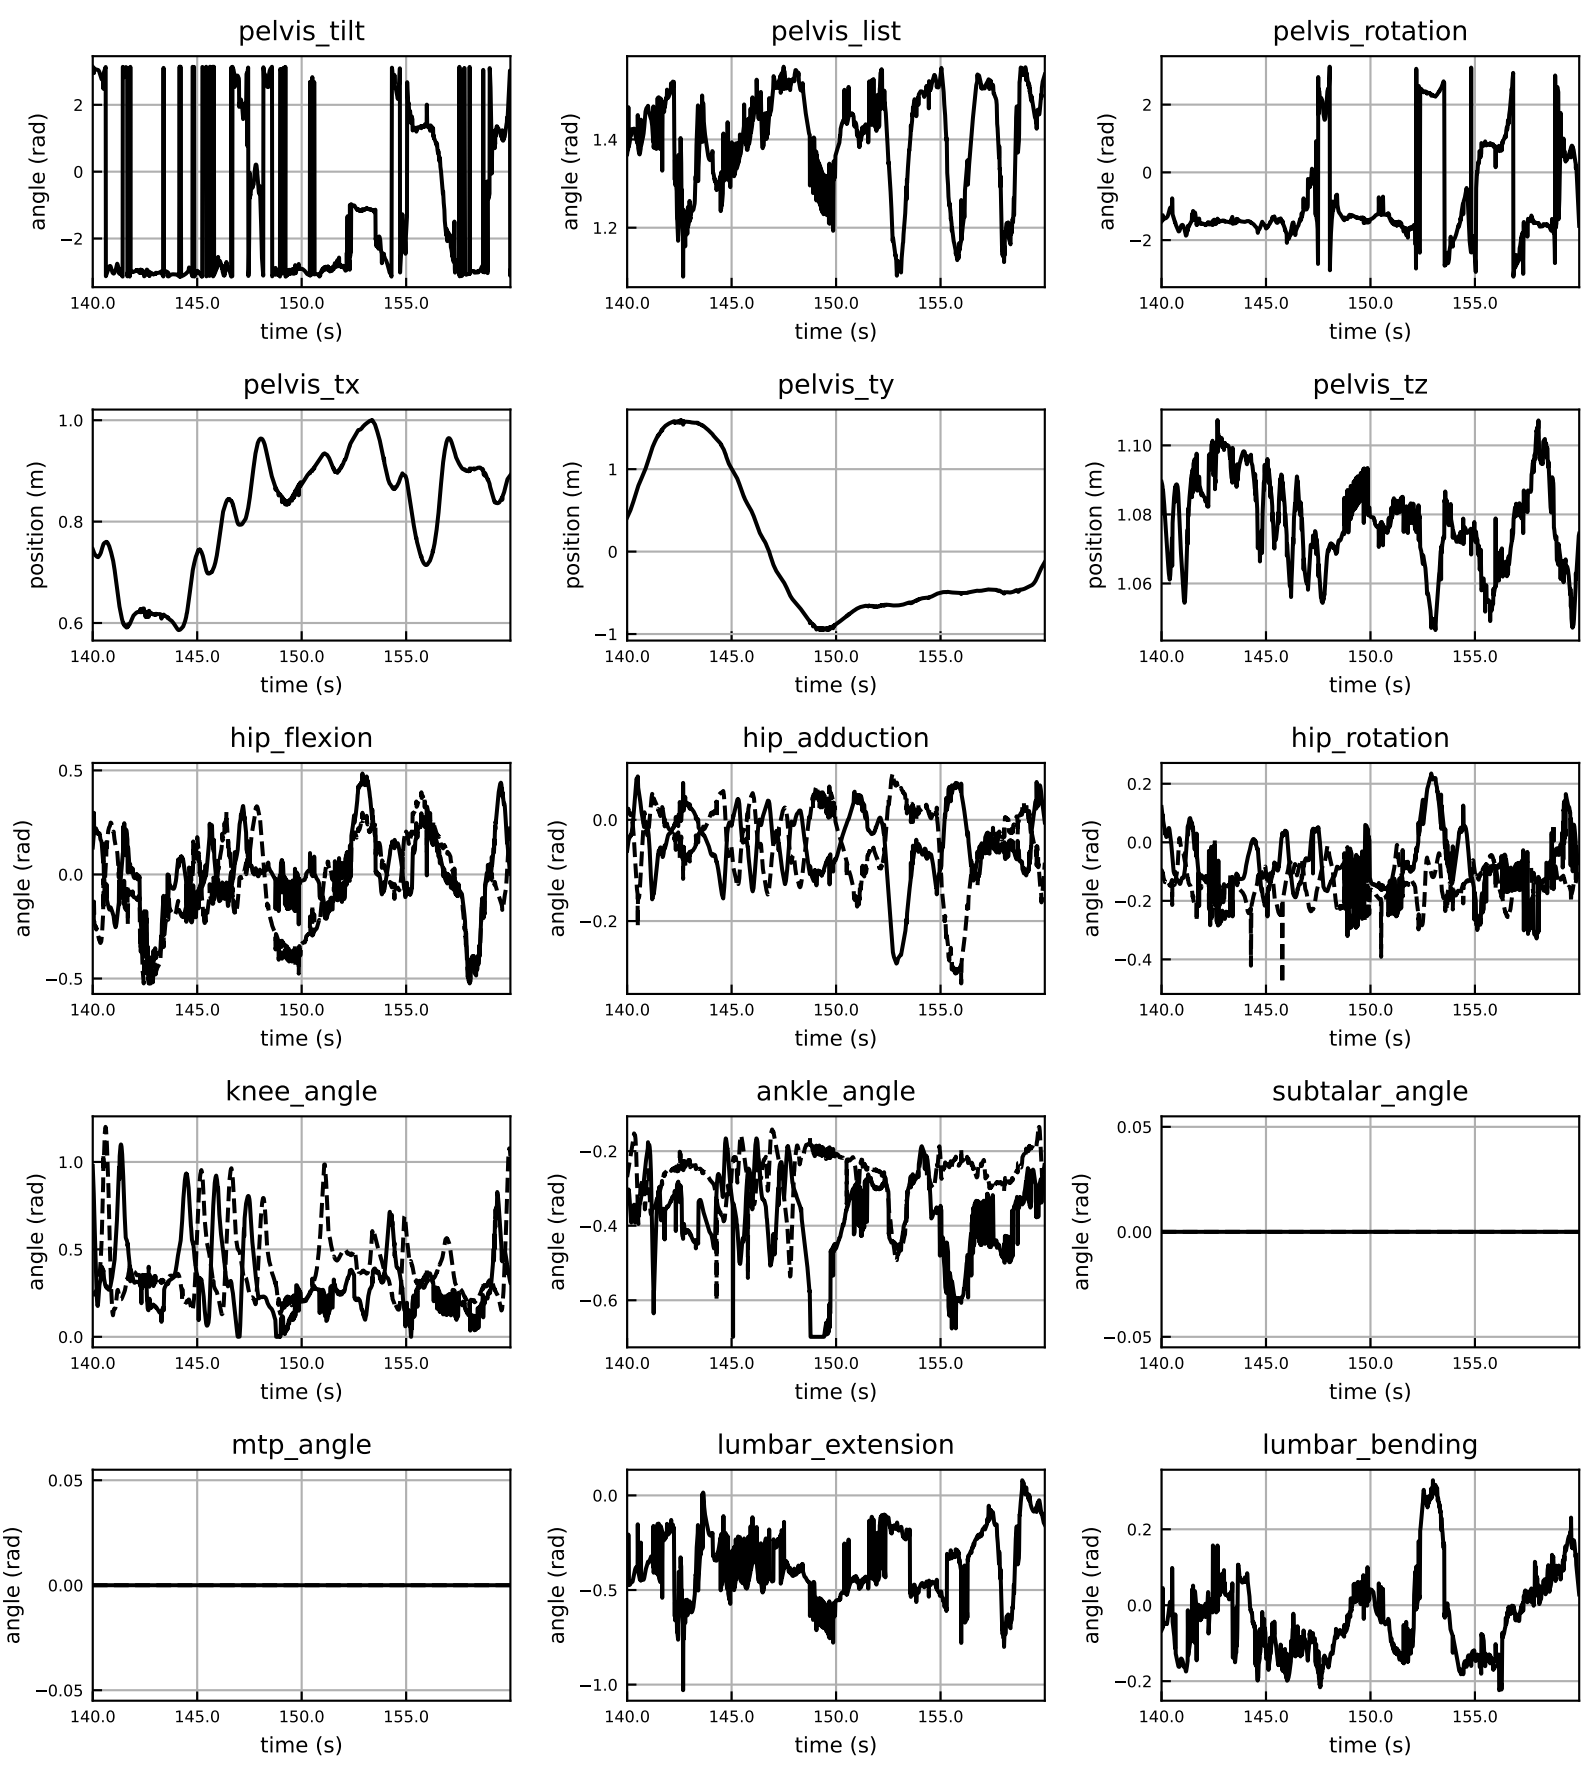 pelvis_tilt
angle (rad)
2
0
−2
140.0 145.0 150.0 155.0
time (s)
pelvis_list
angle (rad)
1.4
1.2
140.0 145.0 150.0 155.0
time (s)
pelvis_rotation
angle (rad)
2
0
−2
140.0 145.0 150.0 155.0
time (s)
pelvis_tx
position (m)
1.0
0.8
0.6
140.0 145.0 150.0 155.0
time (s)
pelvis_ty
position (m)
1
0
−1
140.0 145.0 150.0 155.0
time (s)
pelvis_tz
position (m)
1.10
1.08
1.06
140.0 145.0 150.0 155.0
time (s)
hip_flexion
angle (rad)
0.5
0.0
−0.5
140.0 145.0 150.0 155.0
time (s)
hip_adduction
angle (rad)
0.0
−0.2
140.0 145.0 150.0 155.0
time (s)
hip_rotation
angle (rad)
0.2
0.0
−0.2
−0.4
140.0 145.0 150.0 155.0
time (s)
knee_angle
angle (rad)
1.0
0.5
0.0
140.0 145.0 150.0 155.0
time (s)
ankle_angle
angle (rad)
−0.2
−0.4
−0.6
140.0 145.0 150.0 155.0
time (s)
subtalar_angle
angle (rad)
0.05
0.00
−0.05
140.0 145.0 150.0 155.0
time (s)
mtp_angle
angle (rad)
0.05
0.00
−0.05
140.0 145.0 150.0 155.0
time (s)
lumbar_extension
angle (rad)
0.0
−0.5
−1.0
140.0 145.0 150.0 155.0
time (s)
lumbar_bending
angle (rad)
0.2
0.0
−0.2
140.0 145.0 150.0 155.0
time (s)